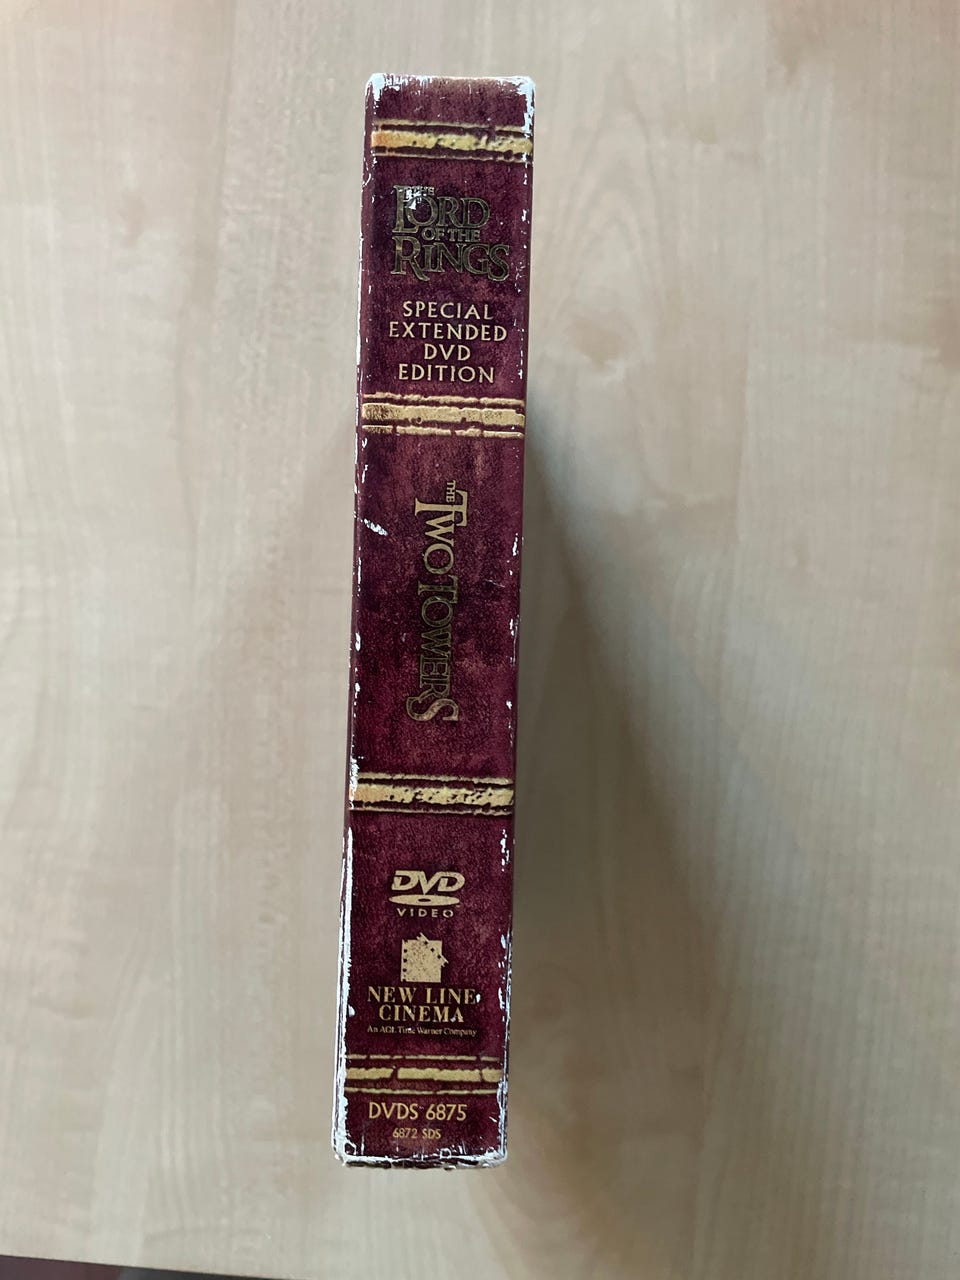 THE
LORD
OF THE
RINGS
SPECIAL
EXTENDED
DVD
EDITION
THE
TWO TOWERS
DVD
VIDEO
NEW LINE
CINEMA
An AOL Time Warner Company
DVDS 6875
6872 SDS